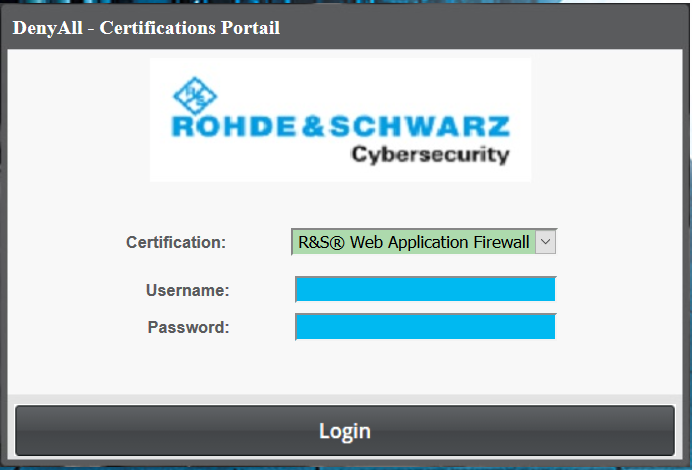 DenyAll - Certifications Portail
R&S
ROHDE & SCHWARZ
Cybersecurity
Certification: R&S® Web Application Firewall
Username:
Password:
Login